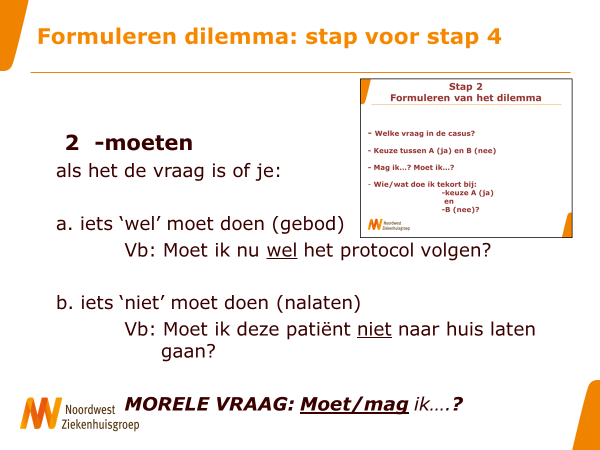 Formuleren dilemma: stap voor stap 4
Stap 2
Formuleren van het dilemma
- Welke vraag in de casus?
- Keuze tussen A (ja) en B (nee)
- Mag ik...? Moet ik...?
- Wie/wat doe ik tekort bij:
-keuze A (ja)
en
-B (nee)?
Noordwest
Ziekenhuisgroep
2 -moeten
als het de vraag is of je:
a. iets ‘wel’ moet doen (gebod)
Vb: Moet ik nu wel het protocol volgen?
b. iets ‘niet’ moet doen (nalaten)
Vb: Moet ik deze patiënt niet naar huis laten
gaan?
MORELE VRAAG: Moet/mag ik….?
Noordwest
Ziekenhuisgroep